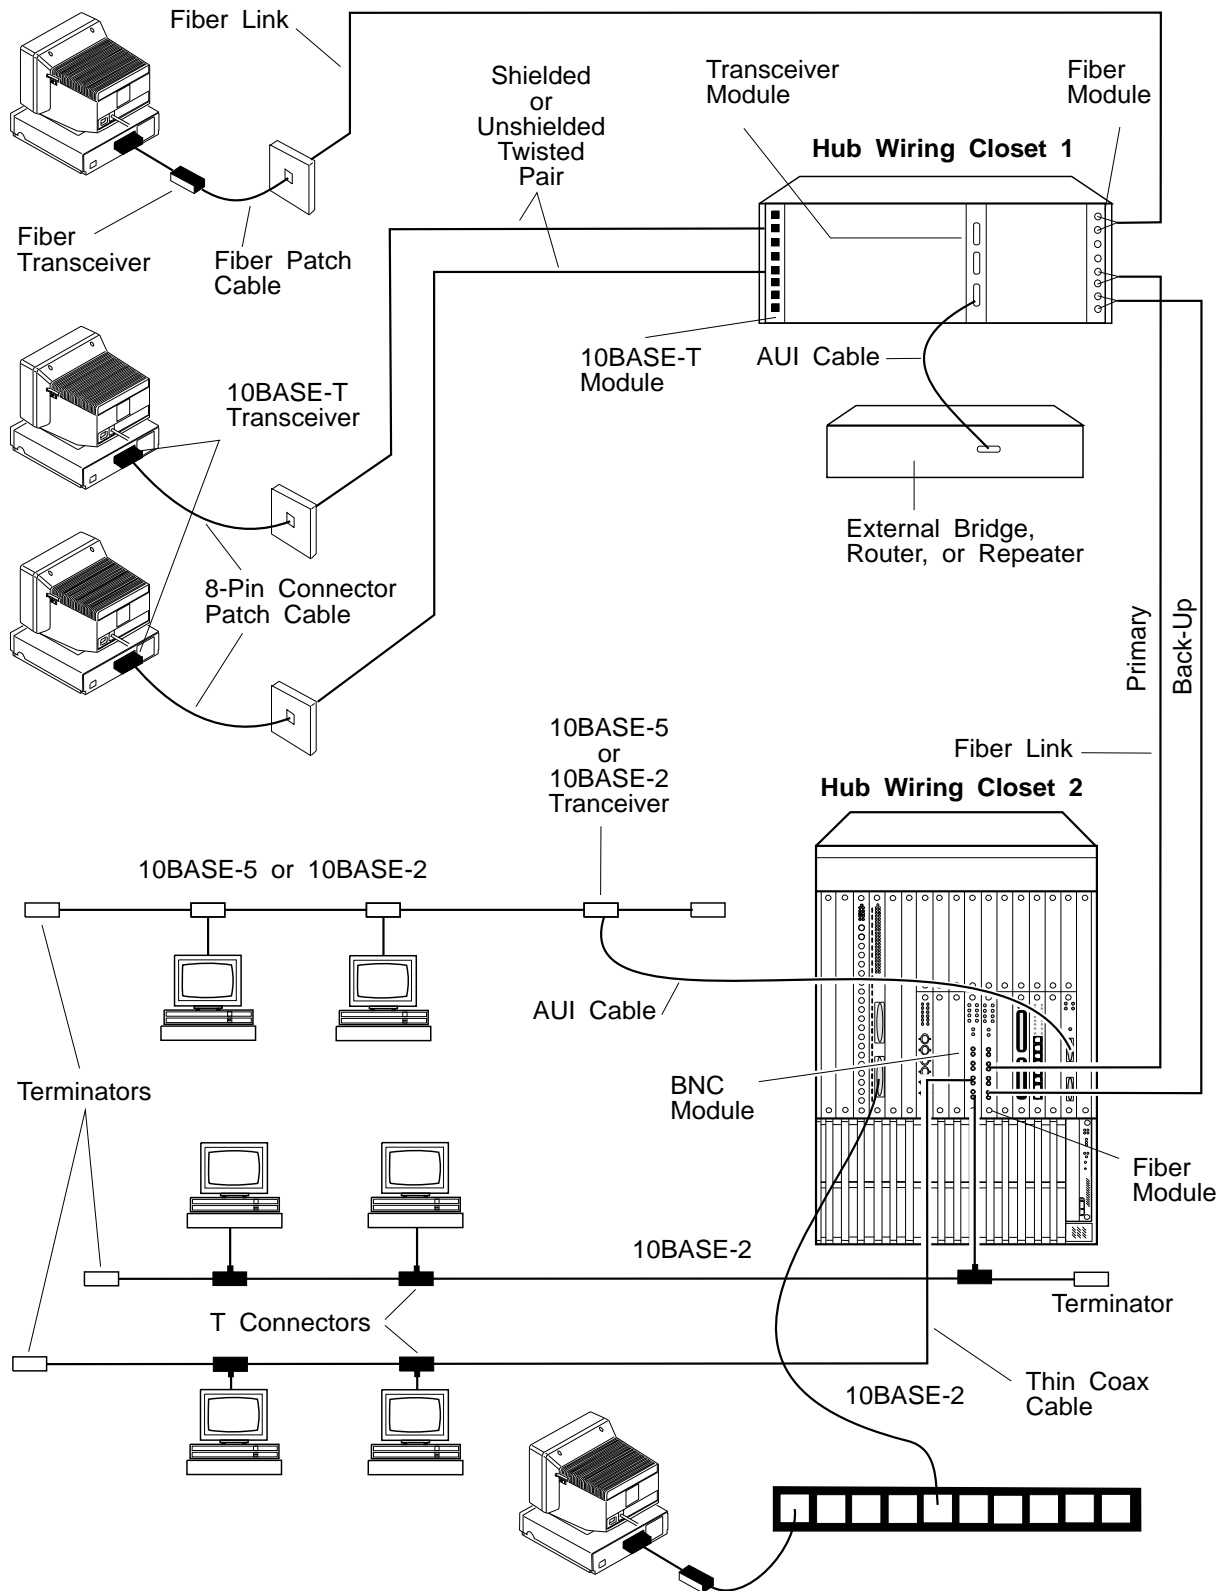 Fiber Link
Shielded
or
Unshielded
Twisted
Pair
Transceiver
Module
Fiber
Module
Hub Wiring Closet 1
Fiber
Transceiver
Fiber Patch
Cable
10BASE-T
Transceiver
10BASE-T
Module
AUI Cable
External Bridge,
Router, or Repeater
8-Pin Connector
Patch Cable
Primary
Back-Up
10BASE-5
or
10BASE-2
Tranceiver
Fiber Link
Hub Wiring Closet 2
10BASE-5 or 10BASE-2
AUI Cable
Terminators
BNC
Module
Fiber
Module
10BASE-2
Terminator
T Connectors
Thin Coax
Cable
10BASE-2